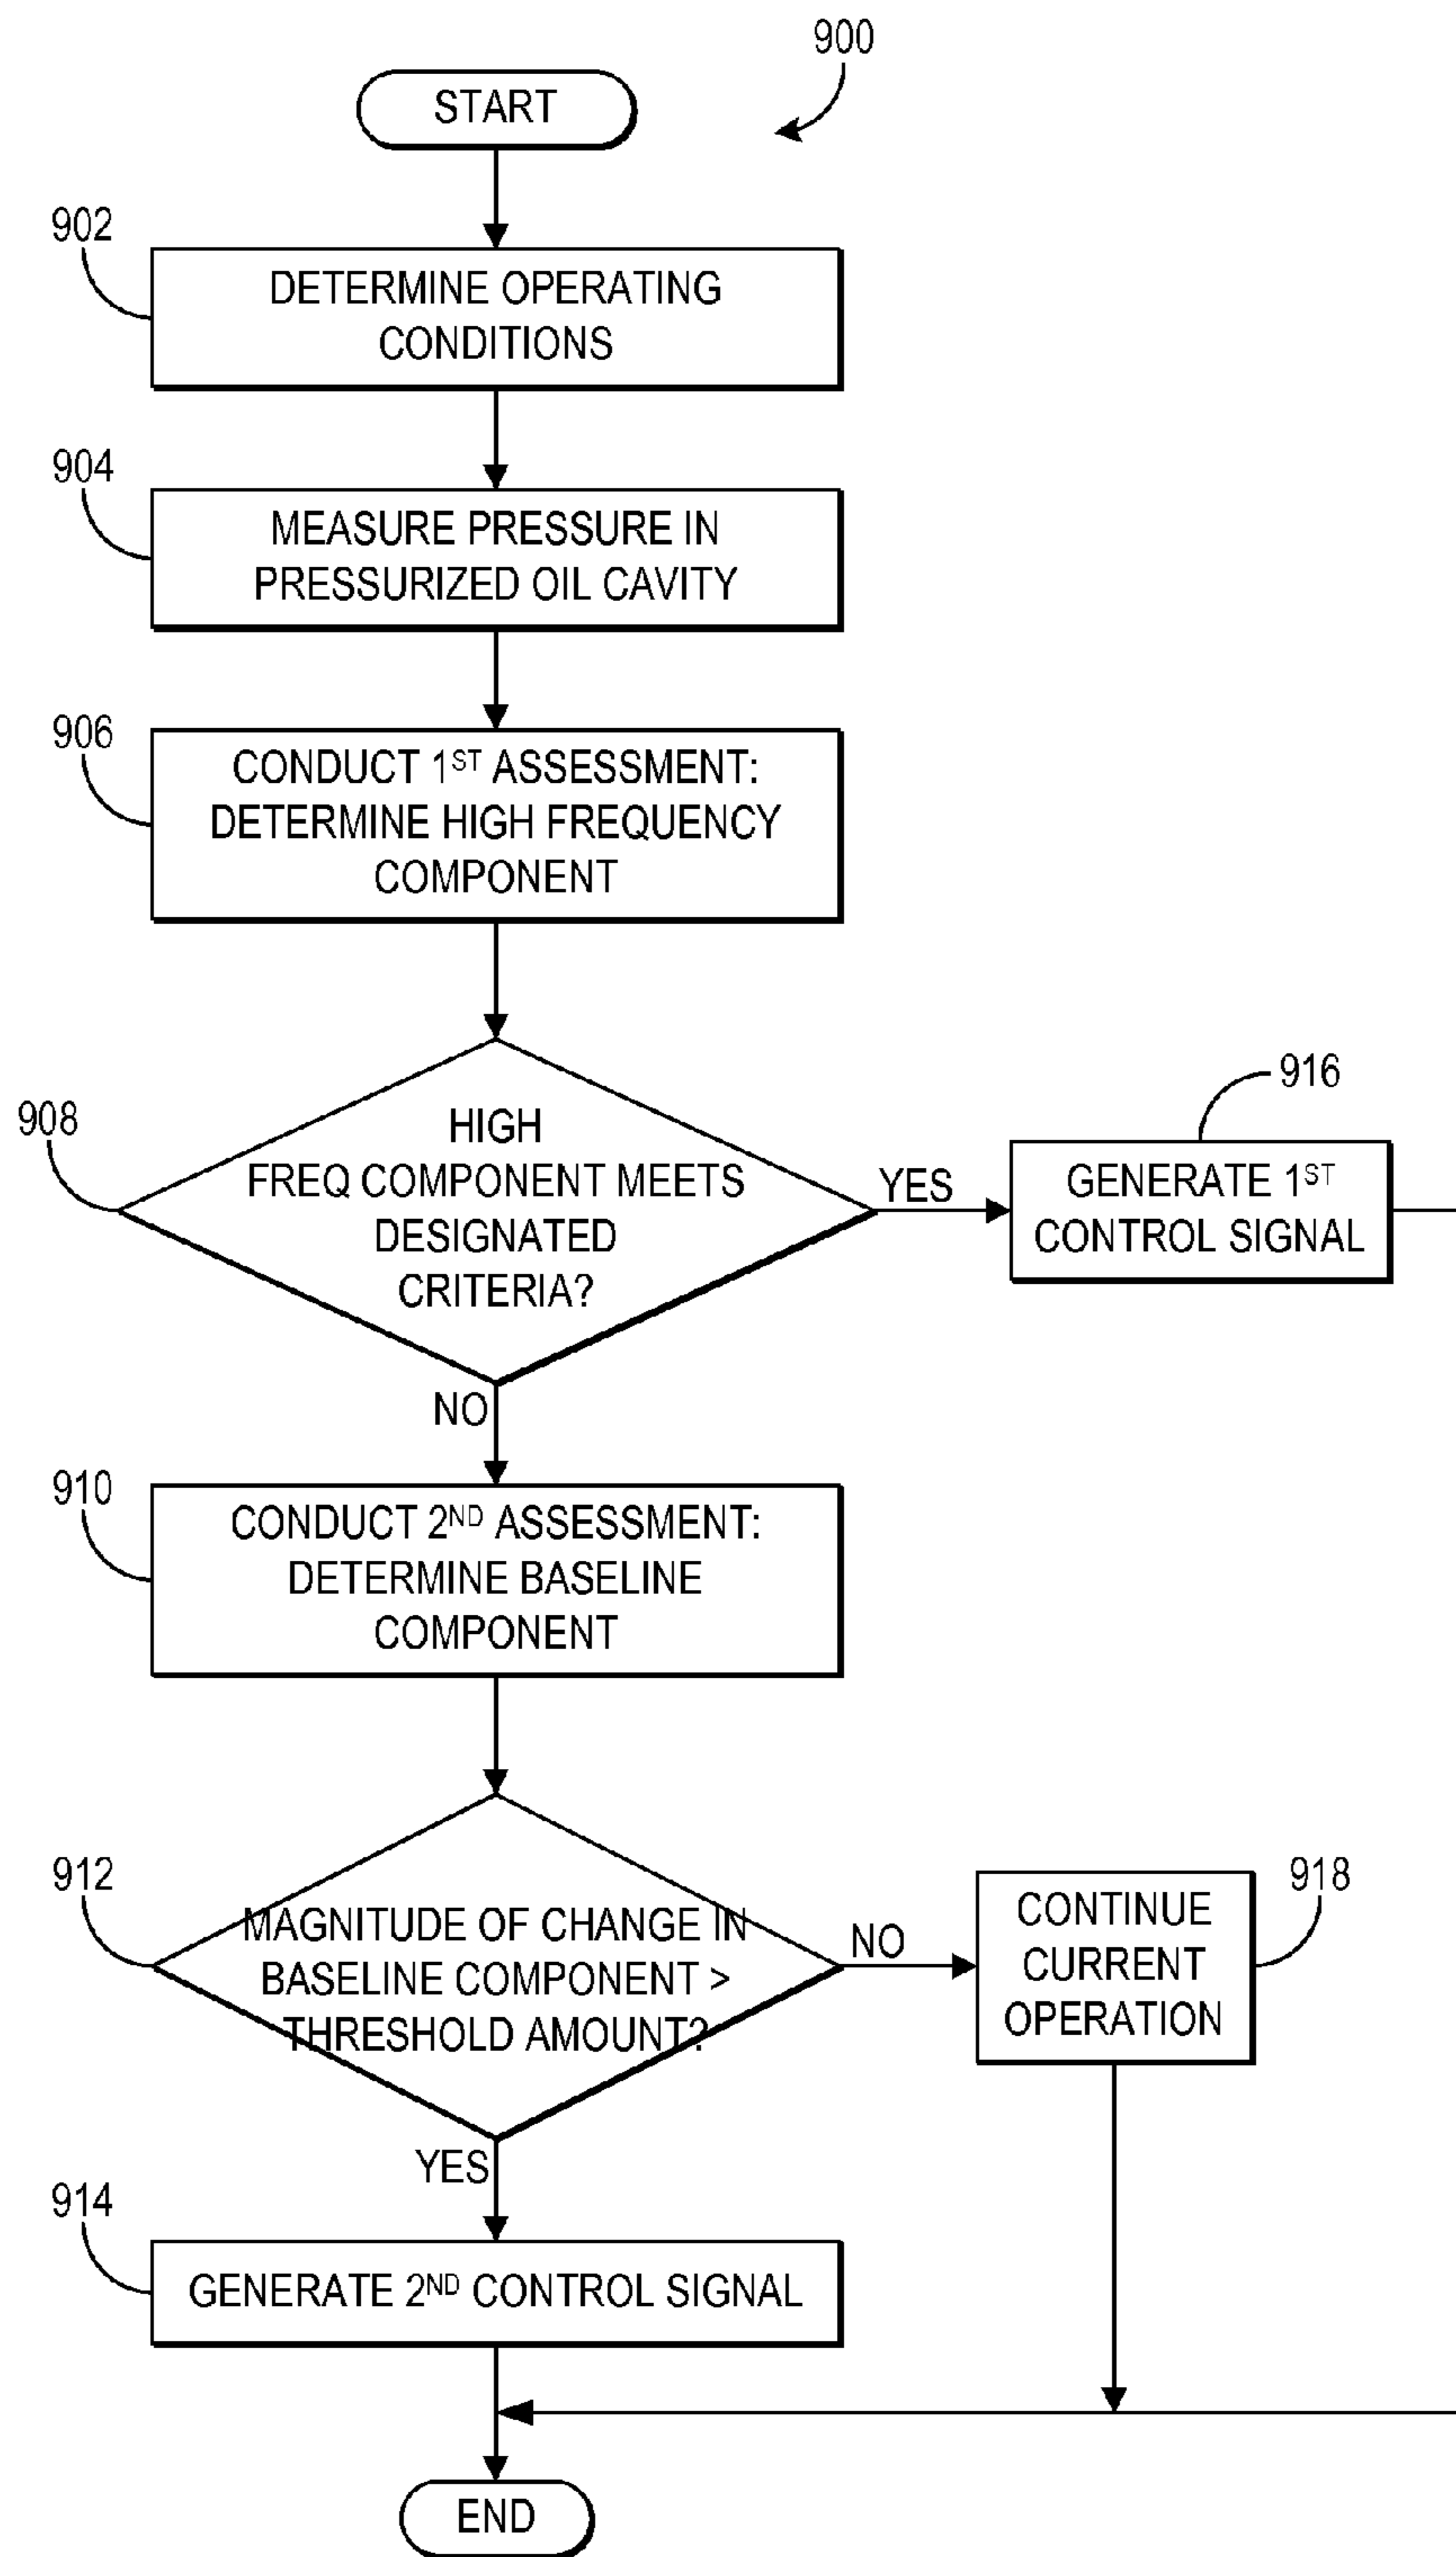 900
START
902
DETERMINE OPERATING
CONDITIONS
904
MEASURE PRESSURE IN
PRESSURIZED OIL CAVITY
906
CONDUCT 1ST ASSESSMENT:
DETERMINE HIGH FREQUENCY
COMPONENT
908
HIGH
FREQ COMPONENT MEETS
DESIGNATED
CRITERIA?
YES
916
GENERATE 1ST
CONTROL SIGNAL
NO
910
CONDUCT 2ND ASSESSMENT:
DETERMINE BASELINE
COMPONENT
912
MAGNITUDE OF CHANGE IN
BASELINE COMPONENT >
THRESHOLD AMOUNT?
NO
918
CONTINUE
CURRENT
OPERATION
YES
914
GENERATE 2ND CONTROL SIGNAL
END